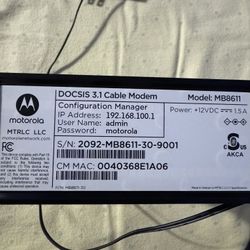 DOCSIS 3.1 Cable Modem
Model: MB8611
Configuration Manager
IP Address: 192.168.100.1
User Name: admin
Password: motorola
Power: +12VDC 1.5 A
motorola
MTRLC LLC
motorolanetwork.com
S/N: 2092-MB8611-30-9001
CM MAC: 0040368E1A06
AKCA